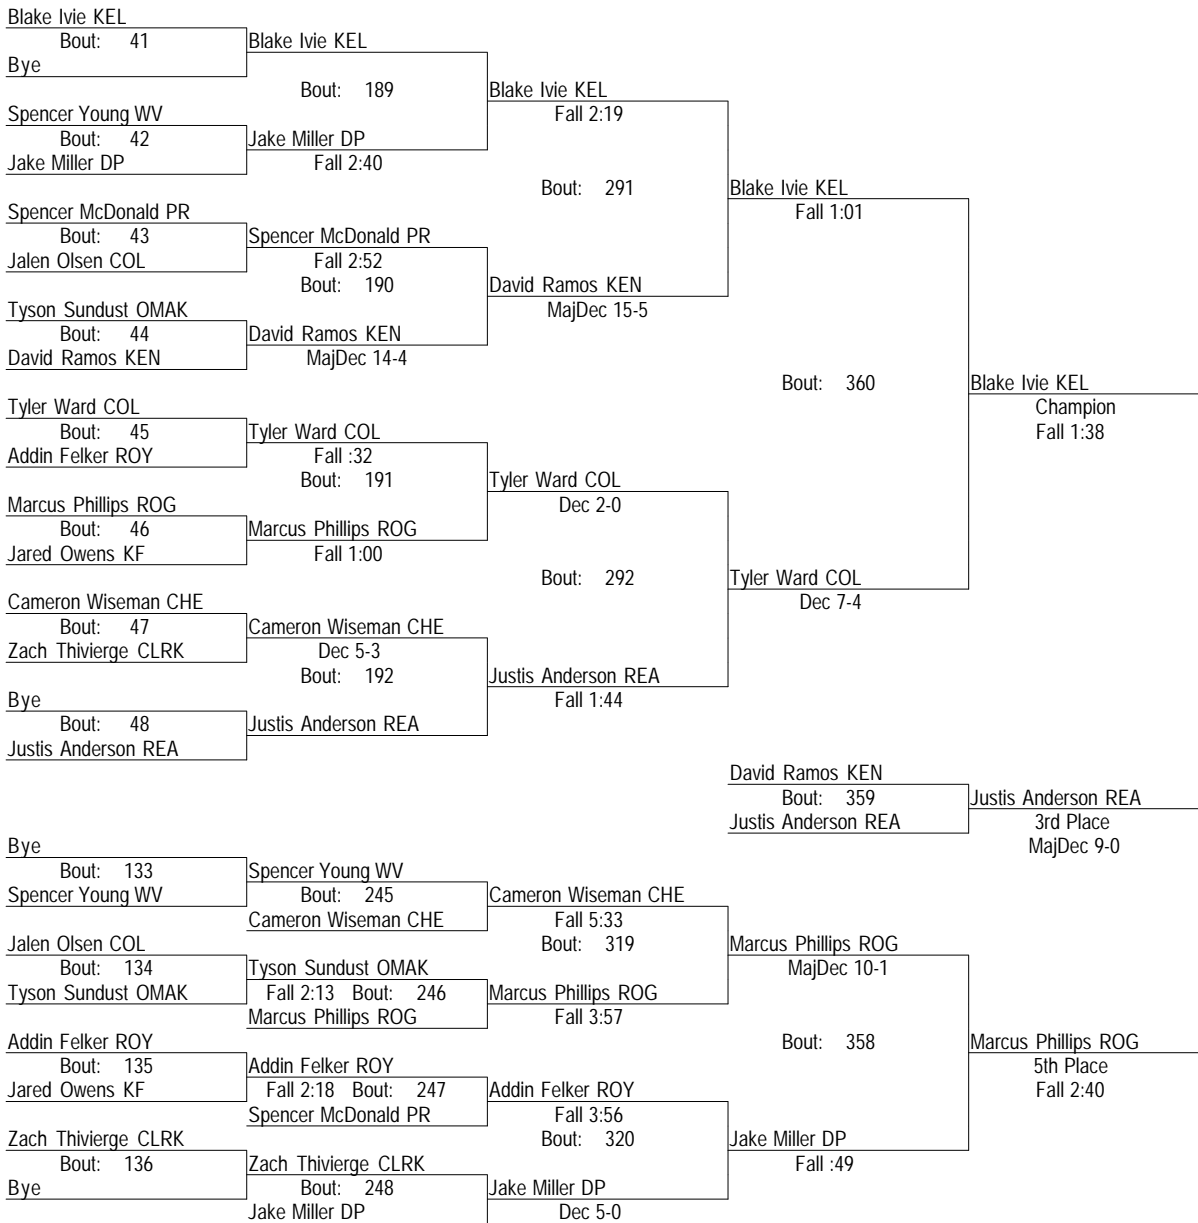 Blake Ivie KEL
Bout: 41
Bye
Blake Ivie KEL
Bout: 189
Spencer Young WV
Bout: 42
Jake Miller DP
Jake Miller DP
Fall 2:40
Blake Ivie KEL
Fall 2:19
Bout: 291
Spencer McDonald PR
Bout: 43
Jalen Olsen COL
Spencer McDonald PR
Fall 2:52
Bout: 190
Tyson Sundust OMAK
Bout: 44
David Ramos KEN
David Ramos KEN
MajDec 14-4
David Ramos KEN
MajDec 15-5
Blake Ivie KEL
Fall 1:01
Bout: 360
Blake Ivie KEL
Champion
Fall 1:38
Tyler Ward COL
Bout: 45
Addin Felker ROY
Tyler Ward COL
Fall :32
Bout: 191
Marcus Phillips ROG
Bout: 46
Jared Owens KF
Marcus Phillips ROG
Fall 1:00
Tyler Ward COL
Dec 2-0
Bout: 292
Cameron Wiseman CHE
Bout: 47
Zach Thivierge CLRK
Cameron Wiseman CHE
Dec 5-3
Bout: 192
Bye
Bout: 48
Justis Anderson REA
Justis Anderson REA
Justis Anderson REA
Fall 1:44
Tyler Ward COL
Dec 7-4
David Ramos KEN
Bout: 359
Justis Anderson REA
Justis Anderson REA
3rd Place
MajDec 9-0
Bye
Bout: 133
Spencer Young WV
Spencer Young WV
Bout: 245
Cameron Wiseman CHE
Cameron Wiseman CHE
Fall 5:33
Bout: 319
Jalen Olsen COL
Bout: 134
Tyson Sundust OMAK
Tyson Sundust OMAK
Fall 2:13 Bout: 246
Marcus Phillips ROG
Marcus Phillips ROG
Fall 3:57
Marcus Phillips ROG
MajDec 10-1
Bout: 358
Marcus Phillips ROG
5th Place
Fall 2:40
Addin Felker ROY
Bout: 135
Jared Owens KF
Addin Felker ROY
Fall 2:18 Bout: 247
Spencer McDonald PR
Addin Felker ROY
Fall 3:56
Bout: 320
Zach Thivierge CLRK
Bout: 136
Bye
Zach Thivierge CLRK
Bout: 248
Jake Miller DP
Jake Miller DP
Dec 5-0
Jake Miller DP
Fall :49